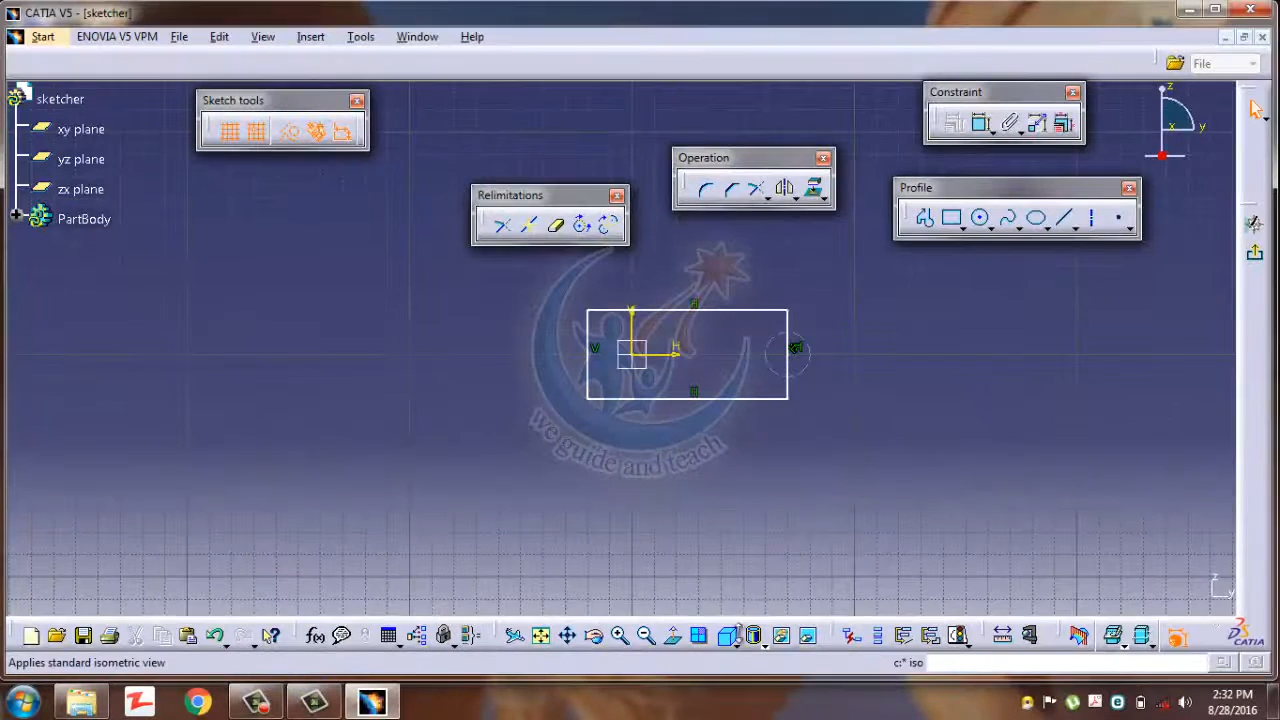 CATIA V5 - [sketcher]
Start ENOVIA V5 VPM File Edit View Insert Tools Window Help
File
sketcher
xy plane
yz plane
zx plane
PartBody
Sketch tools
Relimitations
Operation
Constraint
Profile
z
x y
V
H
H
V
H
we guide and teach
z
y
f(x)
DS
CATIA
Applies standard isometric view
c:* iso
2:32 PM
8/28/2016